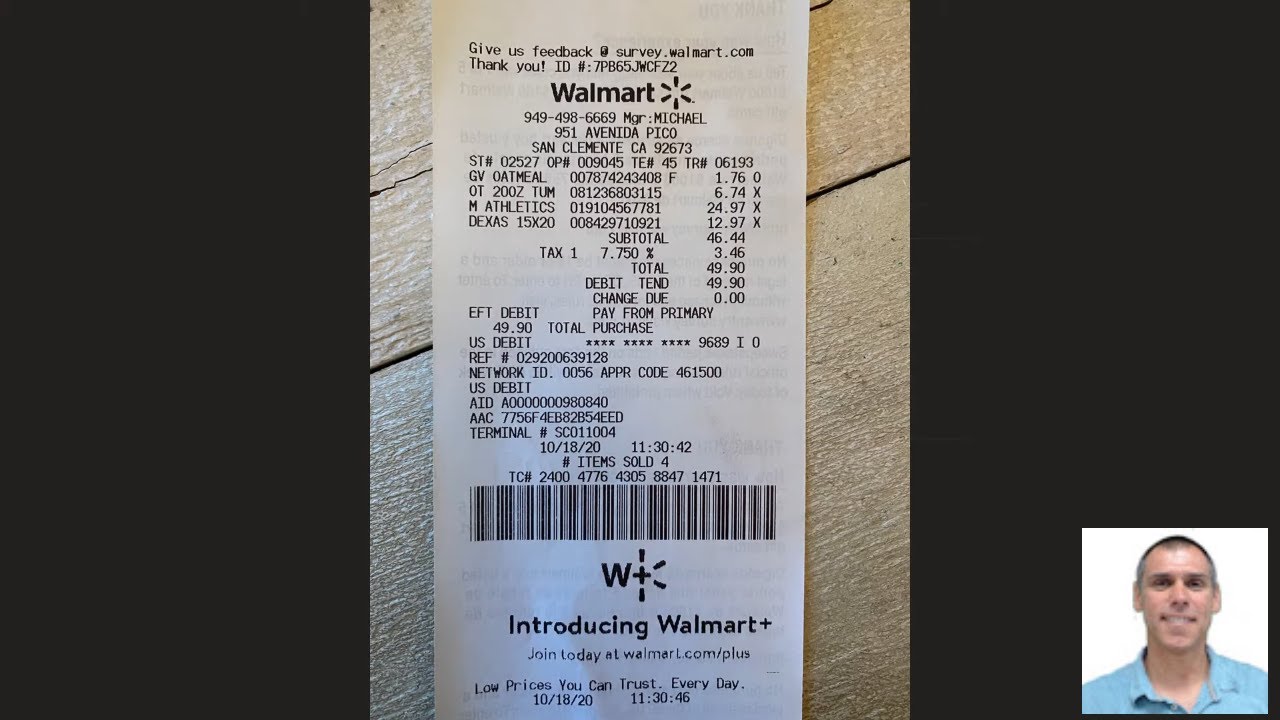 Give us feedback @ survey.walmart.com
Thank you! ID #:7PB65JWCFZ2
Walmart
949-498-6669 Mgr:MICHAEL
951 AVENIDA PICO
SAN CLEMENTE CA 92673
ST# 02527 OP# 009045 TE# 45 TR# 06193
GV OATMEAL 007874243408 F 1.76 O
OT 20OZ TUM 081236803115 6.74 X
M ATHLETICS 019104567781 24.97 X
DEXAS 15X20 008429710921 12.97 X
SUBTOTAL 46.44
TAX 1 7.750 % 3.46
TOTAL 49.90
DEBIT TEND 49.90
CHANGE DUE 0.00
EFT DEBIT PAY FROM PRIMARY
49.90 TOTAL PURCHASE
US DEBIT **** **** **** 9689 I 0
REF # 029200639128
NETWORK ID. 0056 APPR CODE 461500
US DEBIT
AID A0000000980840
AAC 7756F4EB82B54EED
TERMINAL # SC011004
10/18/20 11:30:42
# ITEMS SOLD 4
TC# 2400 4776 4305 8847 1471
W+
Introducing Walmart+
Join today at walmart.com/plus
Low Prices You Can Trust. Every Day.
10/18/20 11:30:46